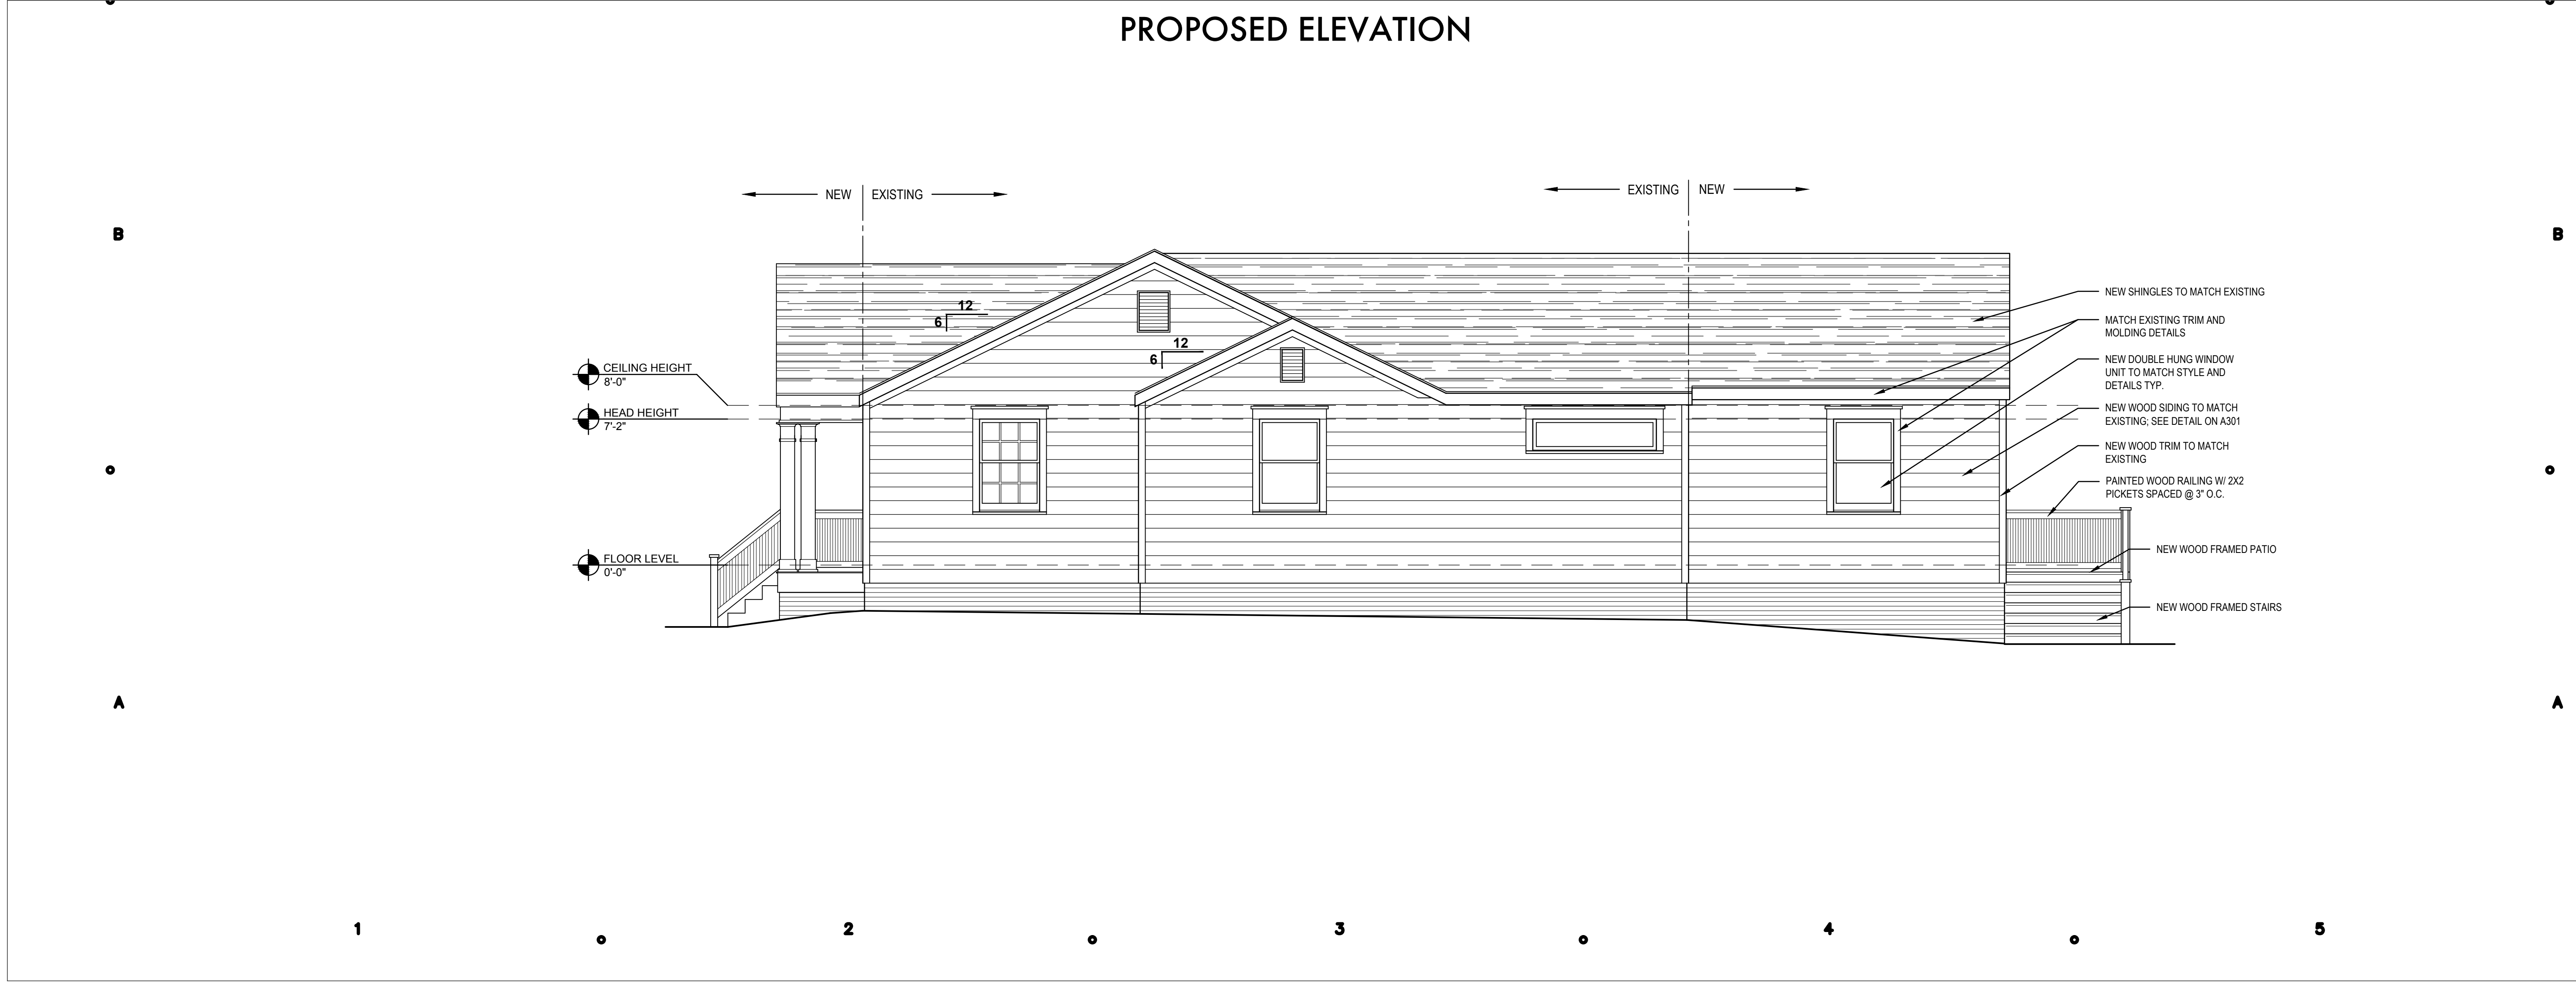 PROPOSED ELEVATION
NEW
EXISTING
EXISTING
NEW
B
B
12
6
12
6
NEW SHINGLES TO MATCH EXISTING
MATCH EXISTING TRIM AND
MOLDING DETAILS
NEW DOUBLE HUNG WINDOW
UNIT TO MATCH STYLE AND
DETAILS TYP.
NEW WOOD SIDING TO MATCH
EXISTING; SEE DETAIL ON A301
NEW WOOD TRIM TO MATCH
EXISTING
PAINTED WOOD RAILING W/ 2X2
PICKETS SPACED @ 3" O.C.
NEW WOOD FRAMED PATIO
NEW WOOD FRAMED STAIRS
CEILING HEIGHT
8'-0"
HEAD HEIGHT
7'-2"
FLOOR LEVEL
0'-0"
A
A
1
2
3
4
5